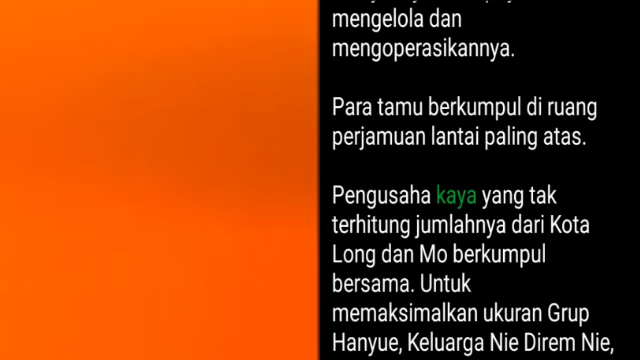 mengelola dan
mengoperasikannya.
Para tamu berkumpul di ruang
perjamuan lantai paling atas.
Pengusaha kaya yang tak
terhitung jumlahnya dari Kota
Long dan Mo berkumpul
bersama. Untuk
memaksimalkan ukuran Grup
Hanyue, Keluarga Nie Direm Nie,